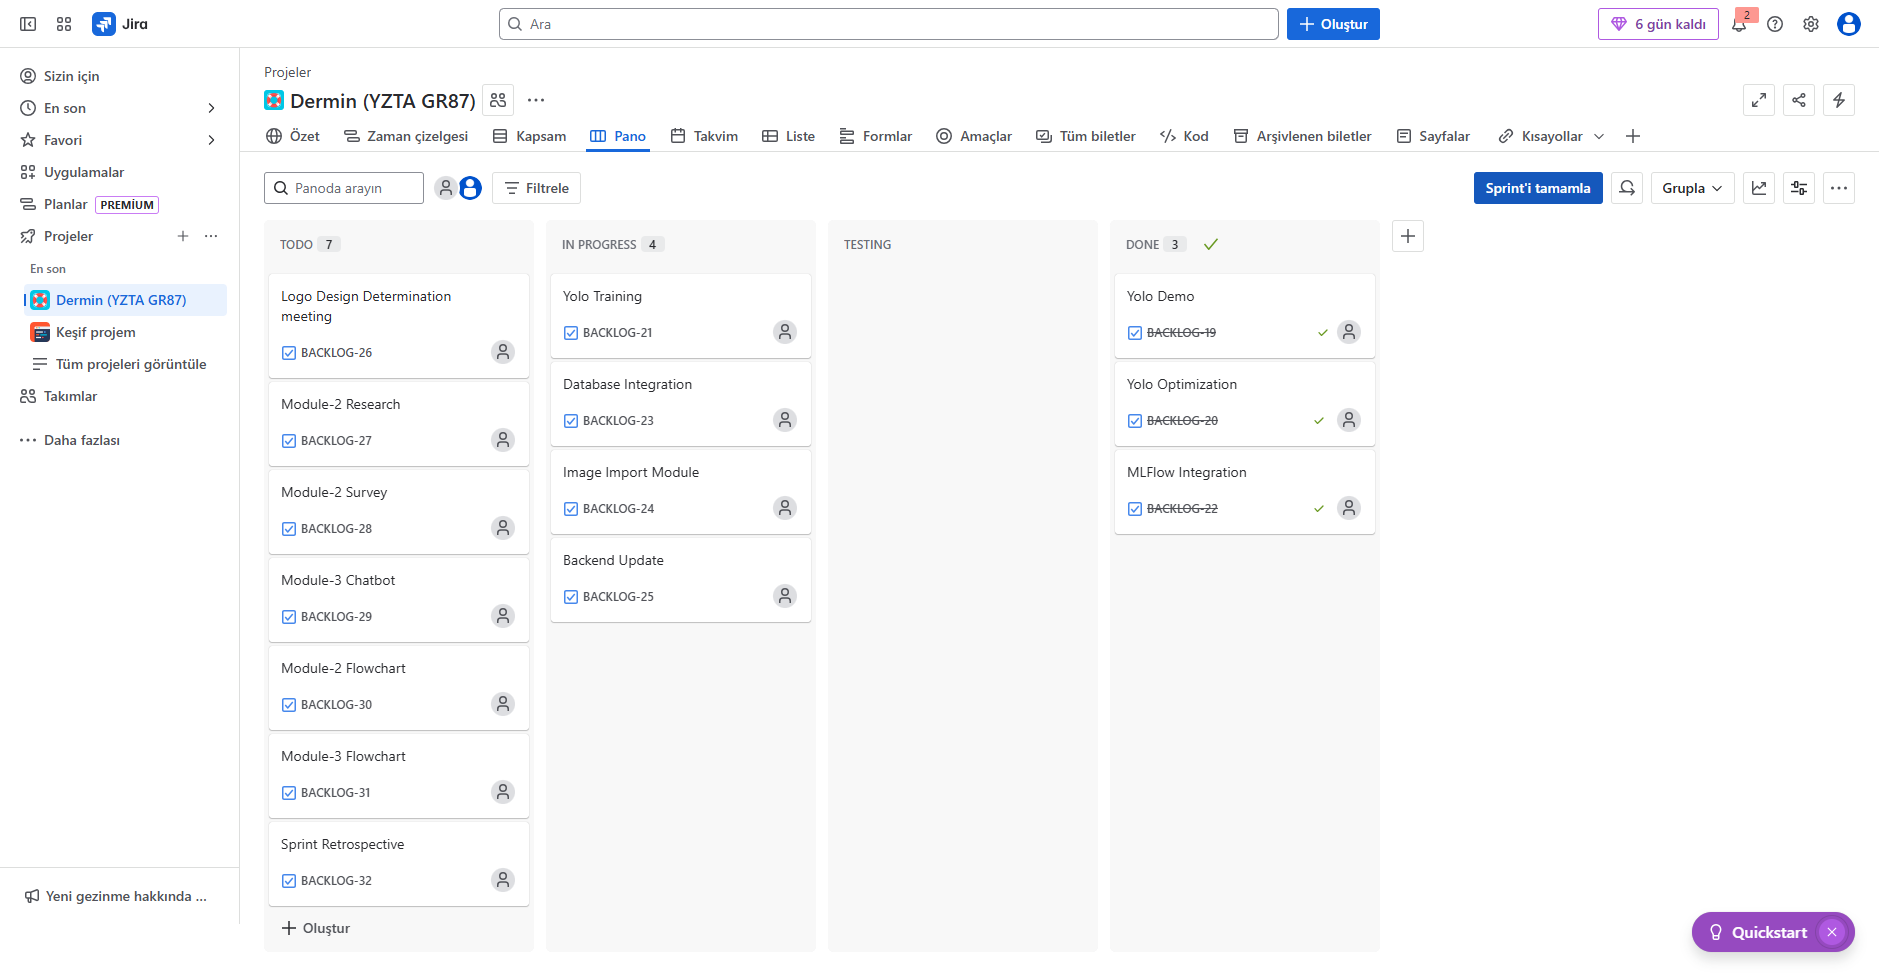 Jira
Ara
Oluştur
6 gün kaldı
2
Sizin için
En son
Favori
Uygulamalar
Planlar PREMİUM
Projeler
En son
Dermin (YZTA GR87)
Keşif projem
Tüm projeleri görüntüle
Takımlar
Daha fazlası
Yeni gezinme hakkında ...
Projeler
Dermin (YZTA GR87)
Özet Zaman çizelgesi Kapsam Pano Takvim Liste Formlar Amaçlar Tüm biletler Kod Arşivlenen biletler Sayfalar Kısayollar
Panoda arayın
Filtrele
Sprint'i tamamla
Grupla
TODO 7
Logo Design Determination
meeting
BACKLOG-26
Module-2 Research
BACKLOG-27
Module-2 Survey
BACKLOG-28
Module-3 Chatbot
BACKLOG-29
Module-2 Flowchart
BACKLOG-30
Module-3 Flowchart
BACKLOG-31
Sprint Retrospective
BACKLOG-32
Oluştur
IN PROGRESS 4
Yolo Training
BACKLOG-21
Database Integration
BACKLOG-23
Image Import Module
BACKLOG-24
Backend Update
BACKLOG-25
TESTING
DONE 3
Yolo Demo
BACKLOG-19
Yolo Optimization
BACKLOG-20
MLFlow Integration
BACKLOG-22
Quickstart